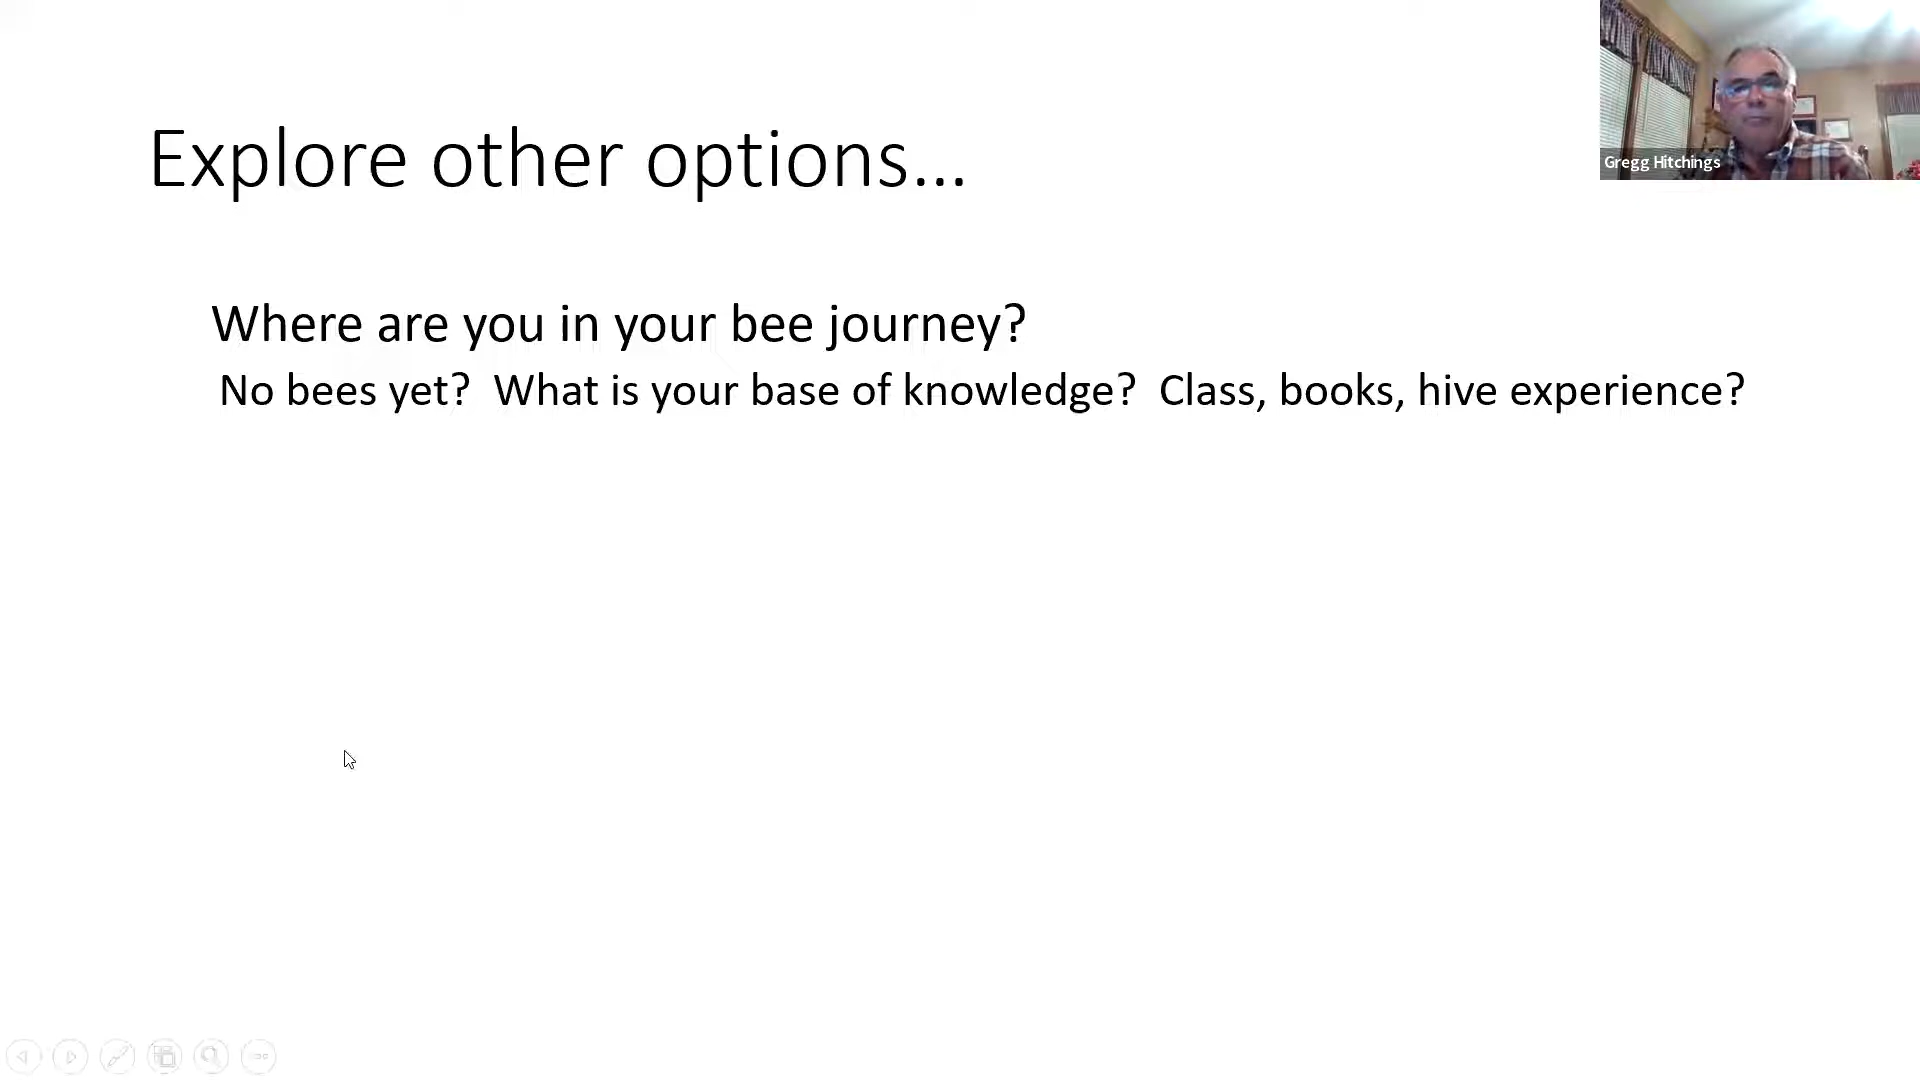 Explore other options...
Gregg Hitchings
Where are you in your bee journey?
No bees yet?  What is your base of knowledge?  Class, books, hive experience?